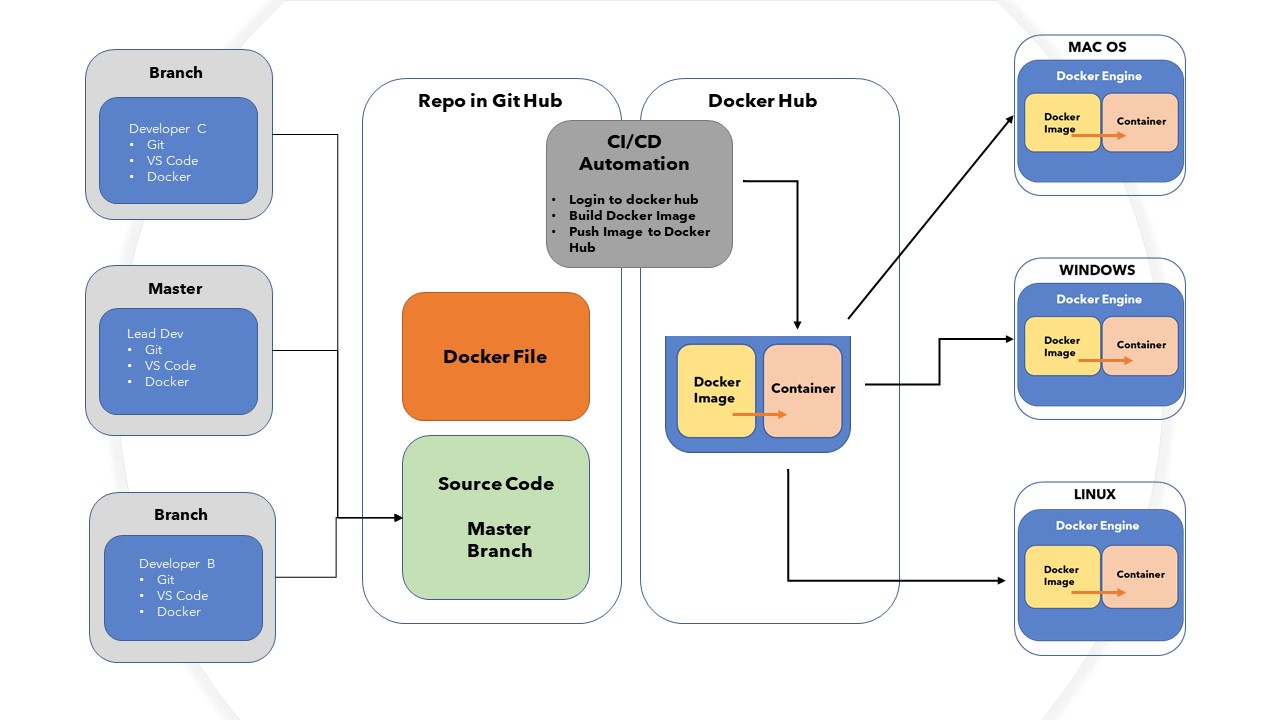 Branch
Developer  C
• Git
• VS Code
• Docker
Master
Lead Dev
• Git
• VS Code
• Docker
Branch
Developer  B
• Git
• VS Code
• Docker
Repo in Git Hub
Docker File
Source Code
Master
Branch
CI/CD
Automation
• Login to docker hub
• Build Docker Image
• Push Image to Docker
Hub
Docker Hub
Docker
Image
Container
MAC OS
Docker Engine
Docker
Image
Container
WINDOWS
Docker Engine
Docker
Image
Container
LINUX
Docker Engine
Docker
Image
Container